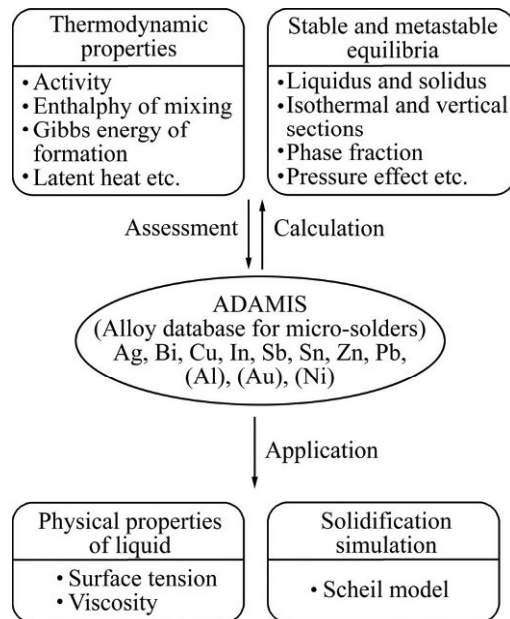 Thermodynamic
properties
• Activity
• Enthalphy of mixing
• Gibbs energy of
formation
• Latent heat etc.
Stable and metastable
equilibria
• Liquidus and solidus
• Isothermal and vertical
sections
• Phase fraction
• Pressure effect etc.
Assessment
Calculation
ADAMIS
(Alloy database for micro-solders)
Ag, Bi, Cu, In, Sb, Sn, Zn, Pb,
(Al), (Au), (Ni)
Application
Physical properties
of liquid
• Surface tension
• Viscosity
Solidification
simulation
• Scheil model